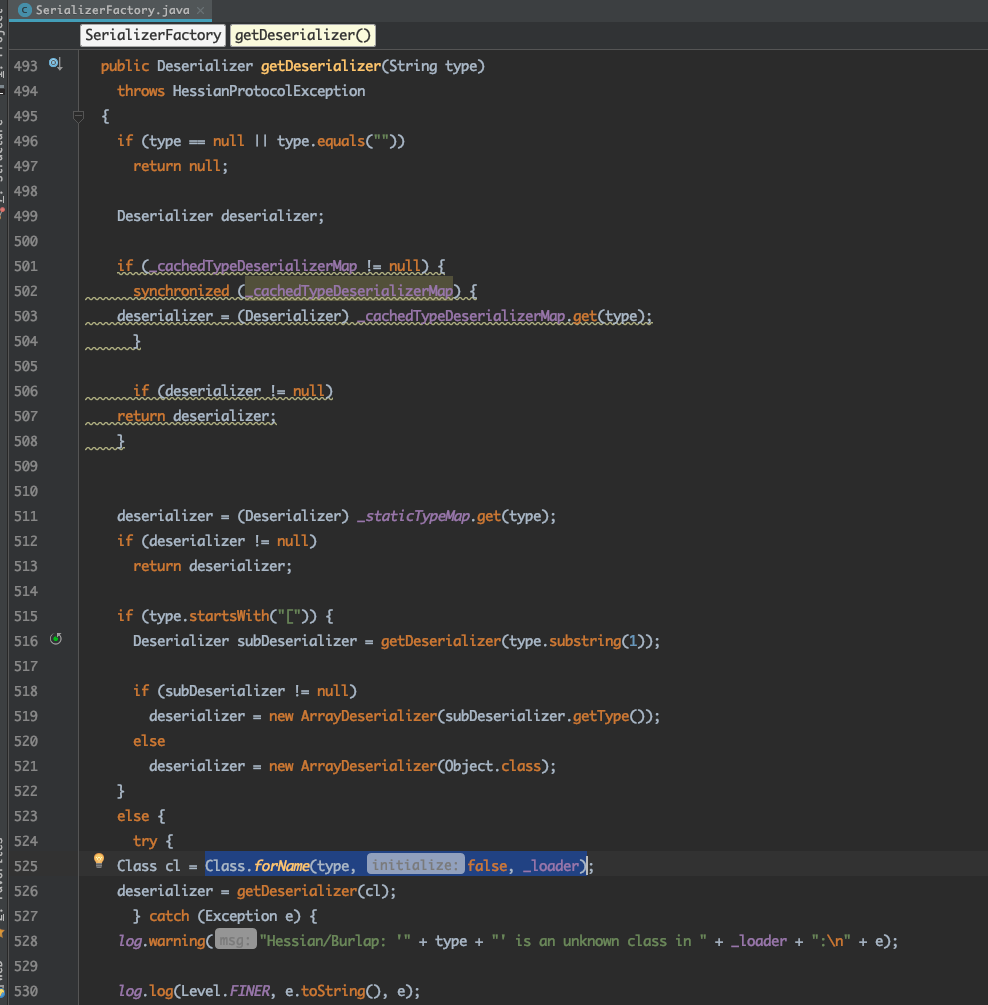 SerializerFactory.java
SerializerFactory getDeserializer()
493 public Deserializer getDeserializer(String type)
494 throws HessianProtocolException
495 {
496 if (type == null || type.equals(""))
497 return null;
498
499 Deserializer deserializer;
500
501 if (_cachedTypeDeserializerMap != null) {
502 synchronized (_cachedTypeDeserializerMap) {
503 deserializer = (Deserializer) _cachedTypeDeserializerMap.get(type);
504 }
505
506 if (deserializer != null)
507 return deserializer;
508 }
509
510
511 deserializer = (Deserializer) _staticTypeMap.get(type);
512 if (deserializer != null)
513 return deserializer;
514
515 if (type.startsWith("[")) {
516 Deserializer subDeserializer = getDeserializer(type.substring(1));
517
518 if (subDeserializer != null)
519 deserializer = new ArrayDeserializer(subDeserializer.getType());
520 else
521 deserializer = new ArrayDeserializer(Object.class);
522 }
523 else {
524 try {
525 Class cl = Class.forName(type, initialize: false, _loader);
526 deserializer = getDeserializer(cl);
527 } catch (Exception e) {
528 log.warning( msg: "Hessian/Burlap: '" + type + "' is an unknown class in " + _loader + ":\n" + e);
529
530 log.log(Level.FINER, e.toString(), e);